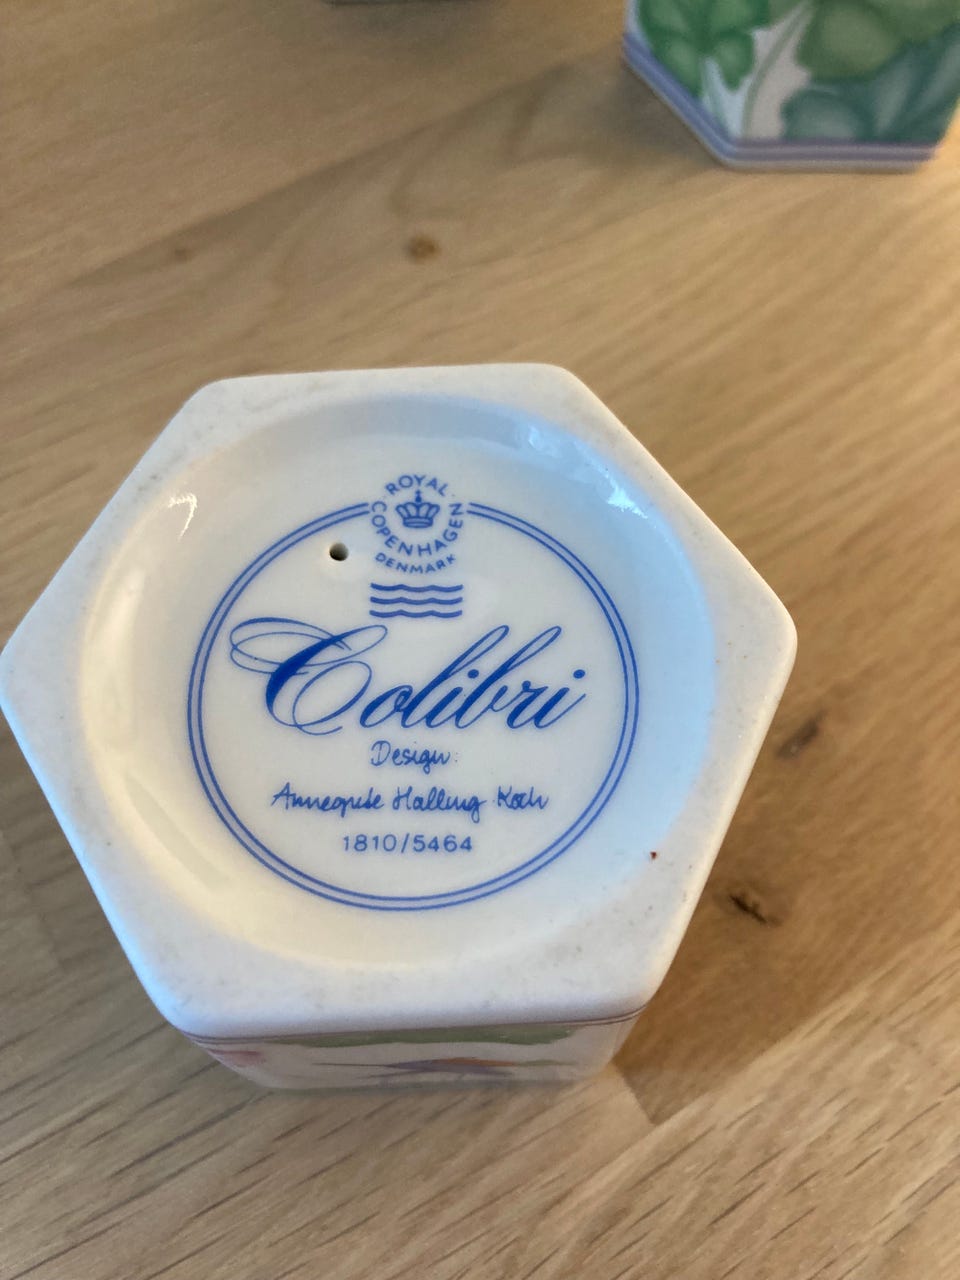 ROYAL
COPENHAGEN
DENMARK
Colibri
Design:
Annegrete Halling Koch
1810/5464